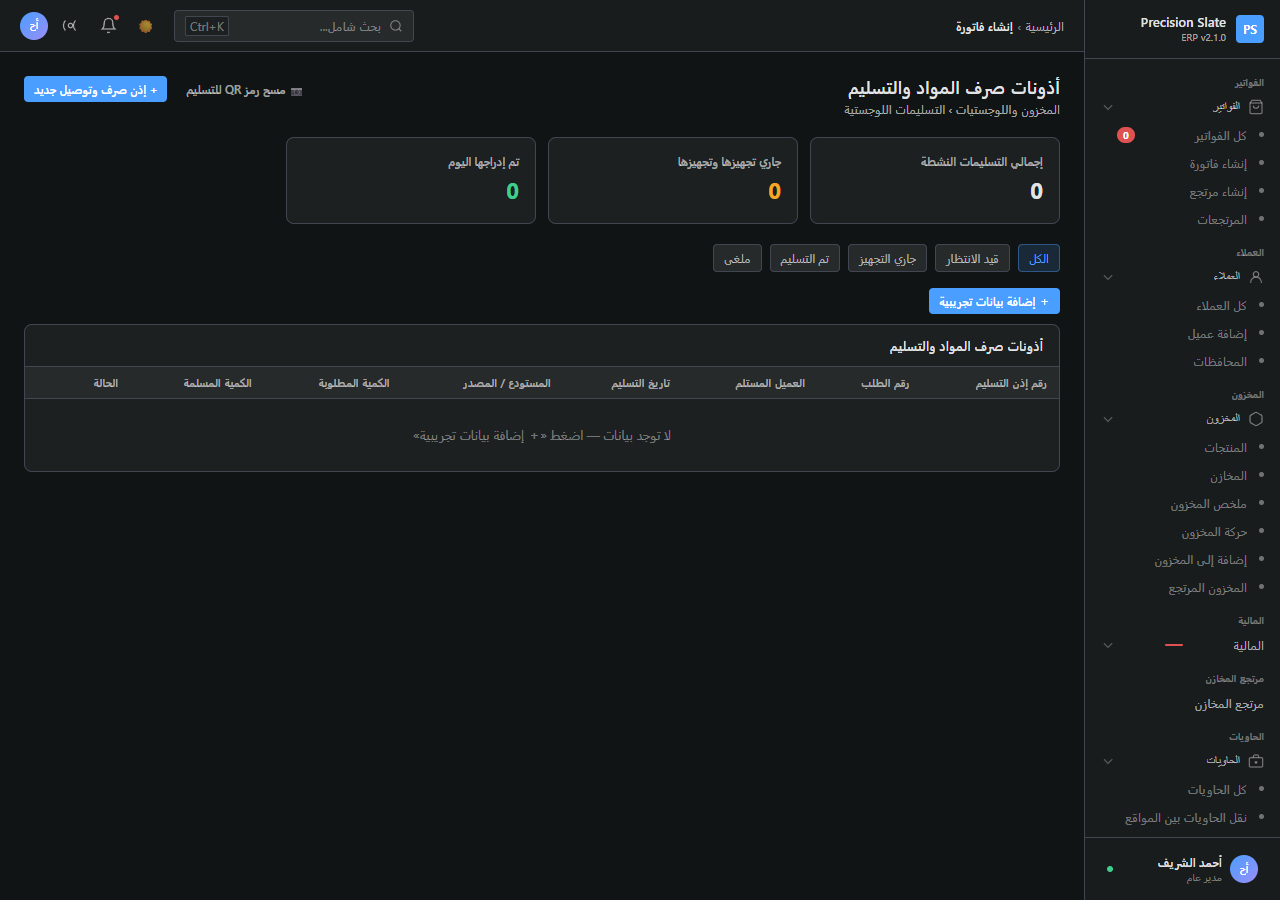 Precision Slate
ERP v2.1.0
PS
الفواتير
الفواتير
كل الفواتير
0
إنشاء فاتورة
إنشاء مرتجع
المرتجعات
العملاء
العملاء
كل العملاء
إضافة عميل
المحافظات
المخزون
المخزون
المنتجات
المخازن
ملخص المخزون
حركة المخزون
إضافة إلى المخزون
المخزون المرتجع
المالية
المالية
مرتجع المخازن
مرتجع المخازن
الحاويات
الحاويات
كل الحاويات
نقل الحاويات بين المواقع
أحمد الشريف
مدير عام
أح
الرئيسية › إنشاء فاتورة
بحث شامل...
Ctrl+K
أح
أذونات صرف المواد والتسليم
المخزون واللوجستيات › التسليمات اللوجستية
مسح رمز QR للتسليم
+ إذن صرف وتوصيل جديد
إجمالي التسليمات النشطة
0
جاري تجهيزها وتجهيزها
0
تم إدراجها اليوم
0
الكل
قيد الانتظار
جاري التجهيز
تم التسليم
ملغى
+ إضافة بيانات تجريبية
أذونات صرف المواد والتسليم
رقم إذن التسليم
رقم الطلب
العميل المستلم
تاريخ التسليم
المستودع / المصدر
الكمية المطلوبة
الكمية المسلمة
الحالة
لا توجد بيانات — اضغط «+ إضافة بيانات تجريبية»